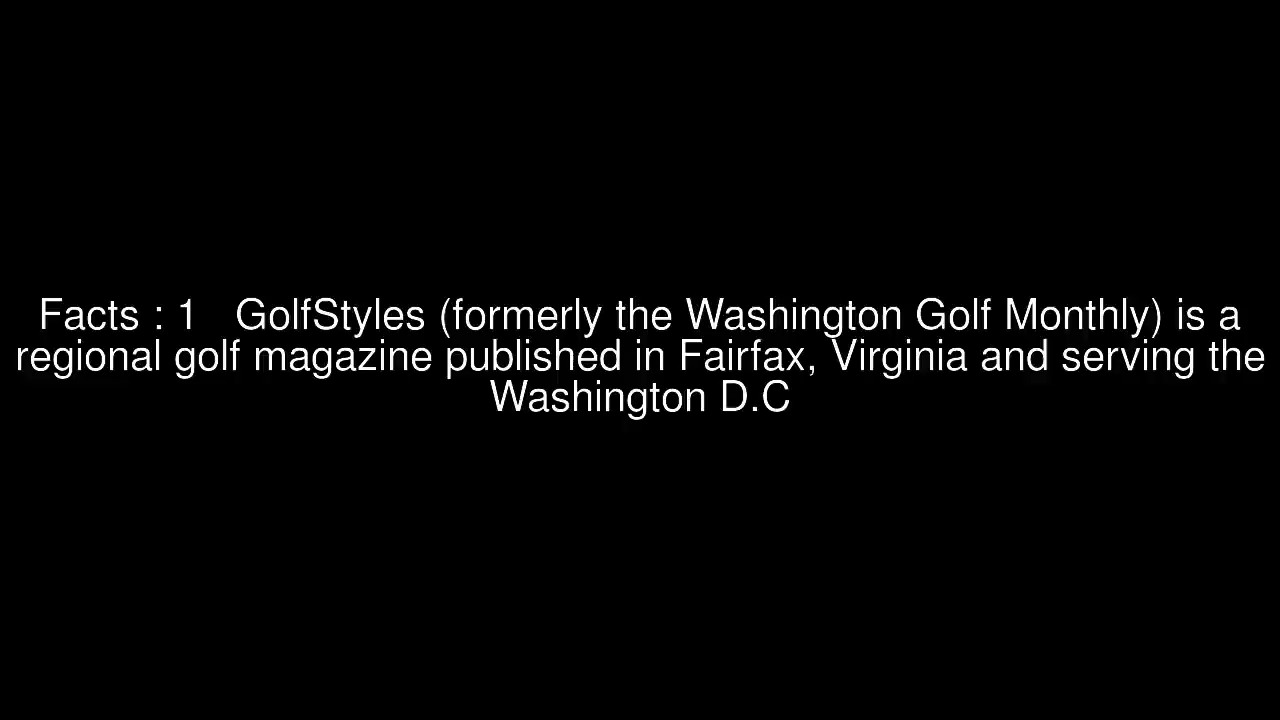 Facts : 1   GolfStyles (formerly the Washington Golf Monthly) is a
regional golf magazine published in Fairfax, Virginia and serving the
Washington D.C